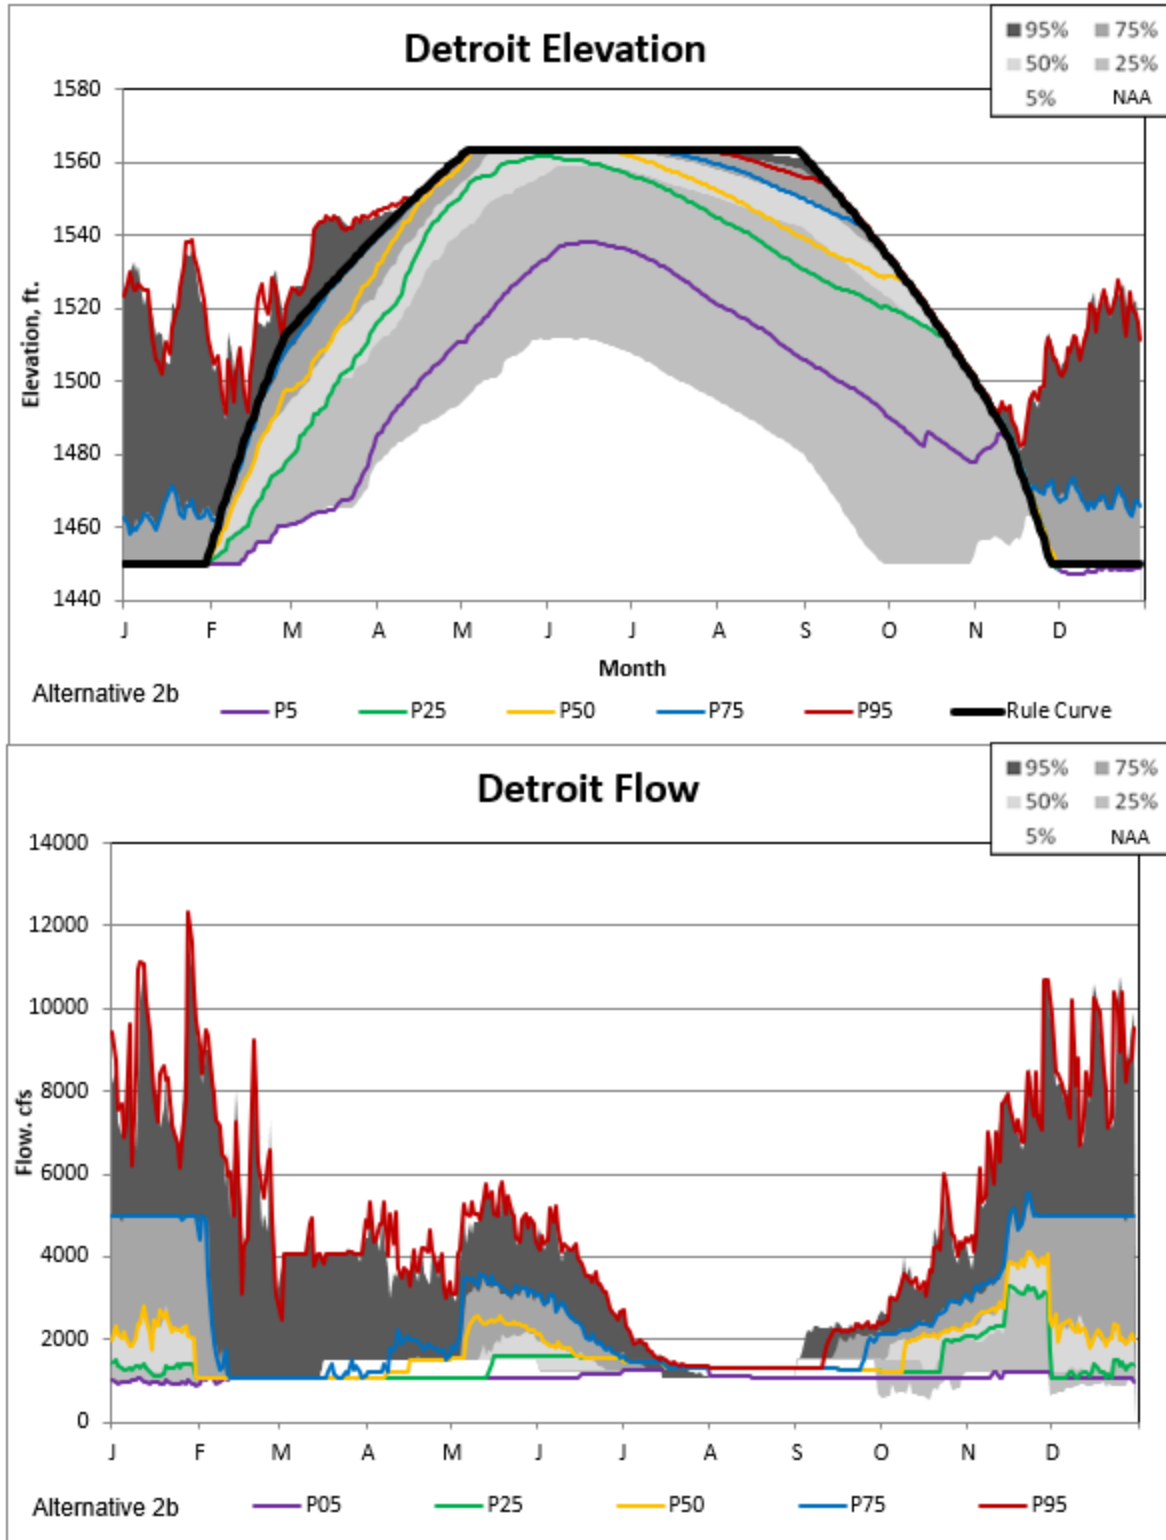 Detroit Elevation
95% 75%
50% 25%
5% NAA
1580
1560
1540
1520
1500
1480
1460
1440
Elevation, ft.
J F M A M J J A S O N D
Month
Alternative 2b
P5 P25 P50 P75 P95 Rule Curve
Detroit Flow
95% 75%
50% 25%
5% NAA
14000
12000
10000
8000
6000
4000
2000
0
Flow. cfs
J F M A M J J A S O N D
Alternative 2b
P05 P25 P50 P75 P95